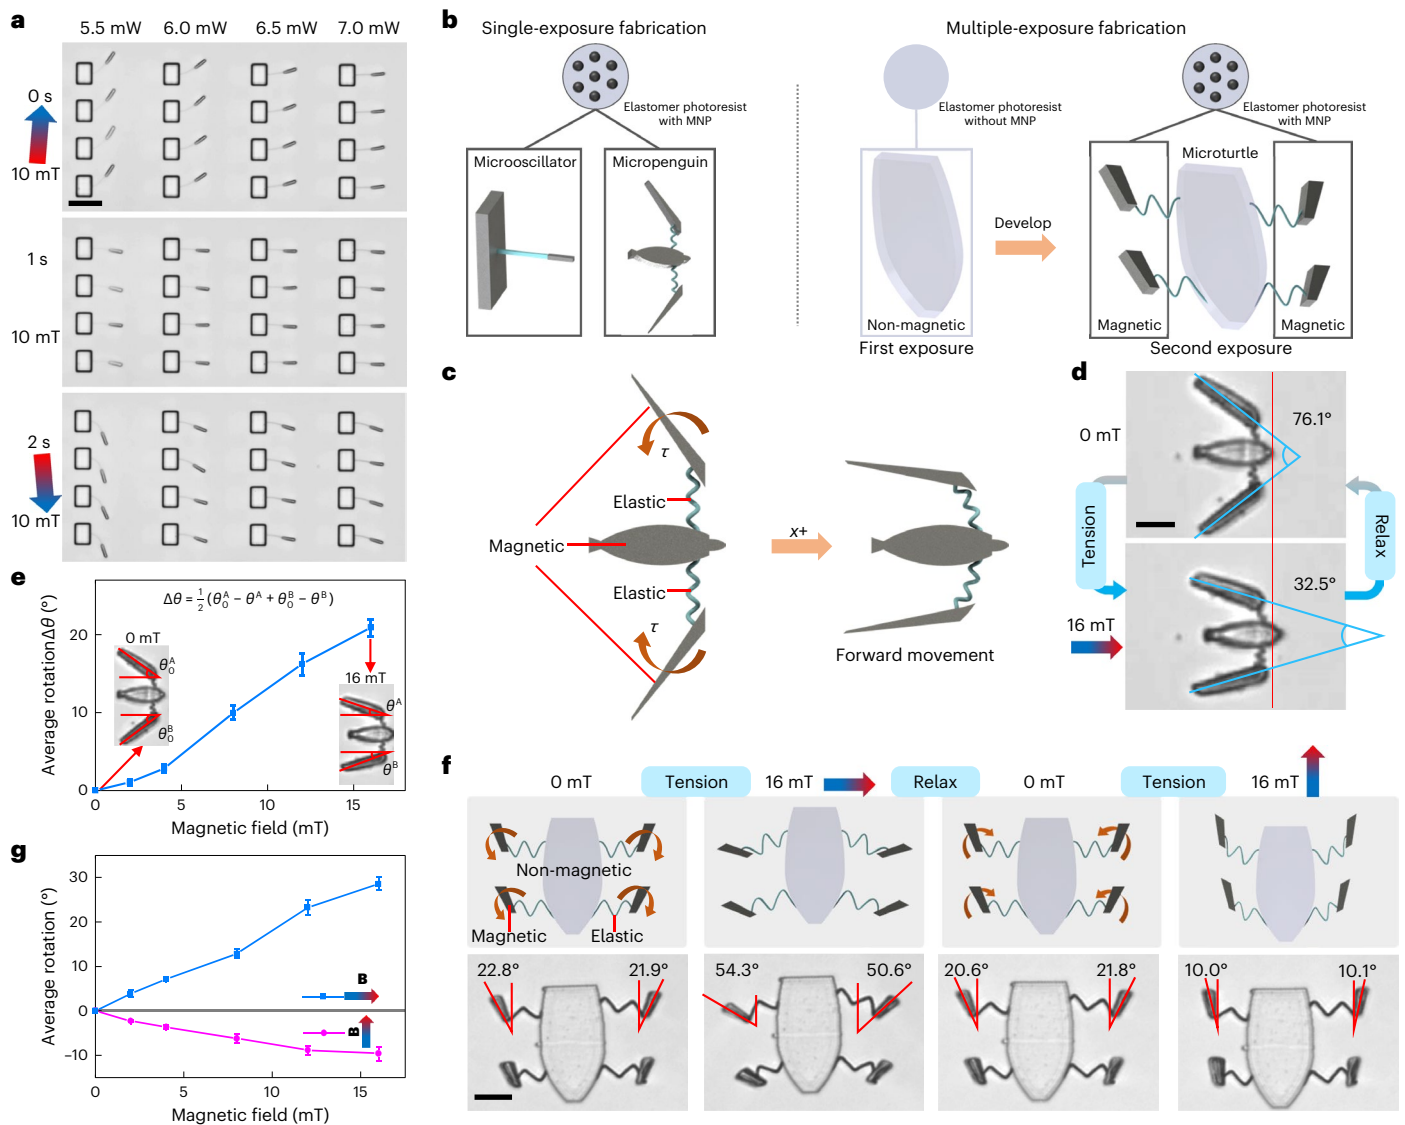 a
5.5 mW 6.0 mW 6.5 mW 7.0 mW
0 s
10 mT
1 s
10 mT
2 s
10 mT
b
Single-exposure fabrication
Multiple-exposure fabrication
Elastomer photoresist
with MNP
Elastomer photoresist
without MNP
Elastomer photoresist
with MNP
Microoscillator
Micropenguin
Microturtle
Develop
Non-magnetic
Magnetic
Magnetic
First exposure
Second exposure
c
τ
Elastic
Magnetic
Elastic
τ
x+
Forward movement
d
0 mT
76.1°
Tension
Relax
32.5°
16 mT
e
Δθ = 1/2 (θ₀ᴬ − θᴬ + θ₀ᴮ − θᴮ)
Average rotation Δθ (°)
20
10
0
0 5 10 15
Magnetic field (mT)
0 mT
θ₀ᴬ
θ₀ᴮ
16 mT
θᴬ
θᴮ
f
0 mT Tension 16 mT Relax 0 mT Tension 16 mT
Non-magnetic
Magnetic
Elastic
22.8° 21.9° 54.3° 50.6° 20.6° 21.8° 10.0° 10.1°
g
Average rotation (°)
30
20
10
0
−10
B
B
0 5 10 15
Magnetic field (mT)